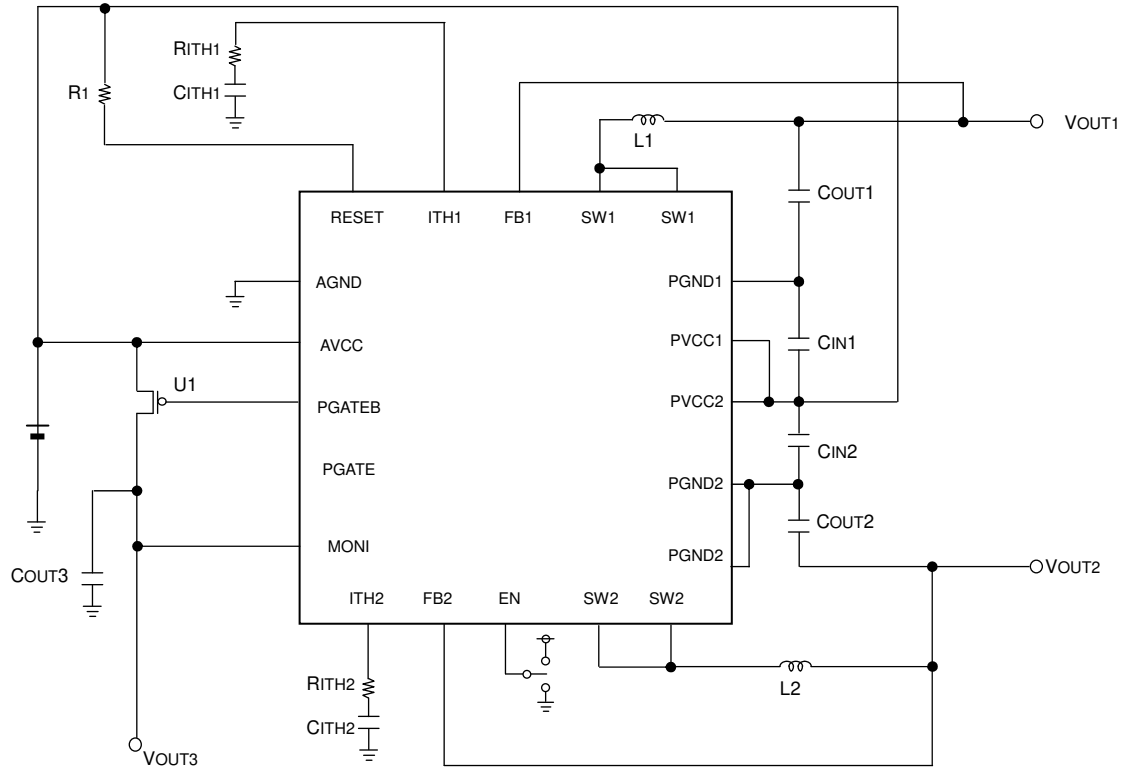 RITH1
R1
CITH1
VOUT1
L1
COUT1
RESET
ITH1
FB1
SW1
SW1
AGND
PGND1
AVCC
PVCC1
CIN1
U1
PGATEB
PVCC2
CIN2
PGATE
PGND2
COUT2
MONI
PGND2
COUT3
VOUT2
ITH2
FB2
EN
SW2
SW2
RITH2
L2
CITH2
VOUT3